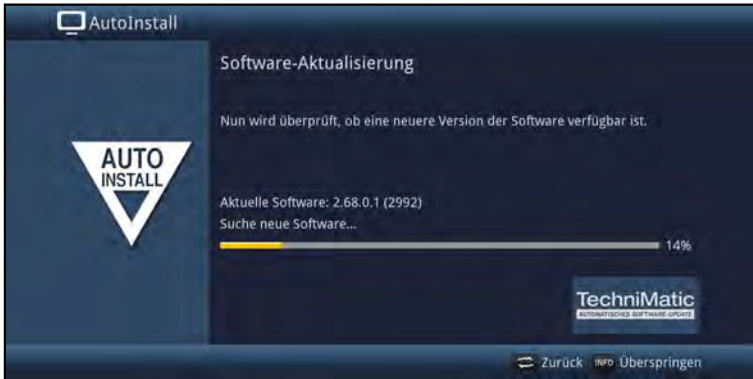 AutoInstall
Software-Aktualisierung
Nun wird überprüft, ob eine neuere Version der Software verfügbar ist.
AUTO
INSTALL
Aktuelle Software: 2.68.0.1 (2992)
Suche neue Software...
14%
TechniMatic
AUTOMATISCHES SOFTWARE-UPDATE
Zurück INFO Überspringen